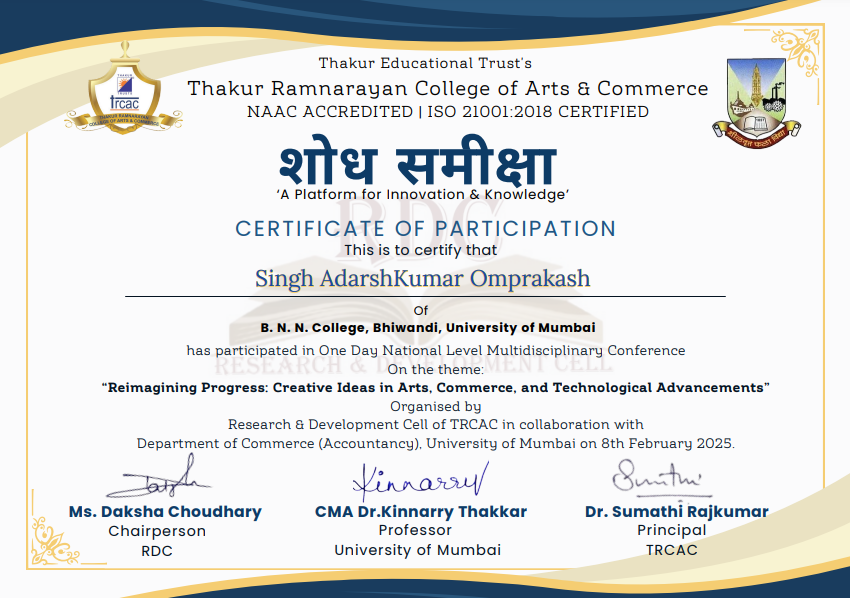 Thakur Educational Trust's
Thakur Ramnarayan College of Arts & Commerce
NAAC ACCREDITED | ISO 21001:2018 CERTIFIED
trcac
THAKUR RAMNARAYAN
COLLEGE OF ARTS & COMMERCE
शोध समीक्षा
‘A Platform for Innovation & Knowledge’
RDC
CERTIFICATE OF PARTICIPATION
This is to certify that
Singh AdarshKumar Omprakash
Of
B. N. N. College, Bhiwandi, University of Mumbai
has participated in One Day National Level Multidisciplinary Conference
RESEARCH & DEVELOPMENT CELL
On the theme:
“Reimagining Progress: Creative Ideas in Arts, Commerce, and Technological Advancements”
Organised by
Research & Development Cell of TRCAC in collaboration with
Department of Commerce (Accountancy), University of Mumbai on 8th February 2025.
Kinnarry
Ms. Daksha Choudhary
Chairperson
RDC
CMA Dr.Kinnarry Thakkar
Professor
University of Mumbai
Dr. Sumathi Rajkumar
Principal
TRCAC